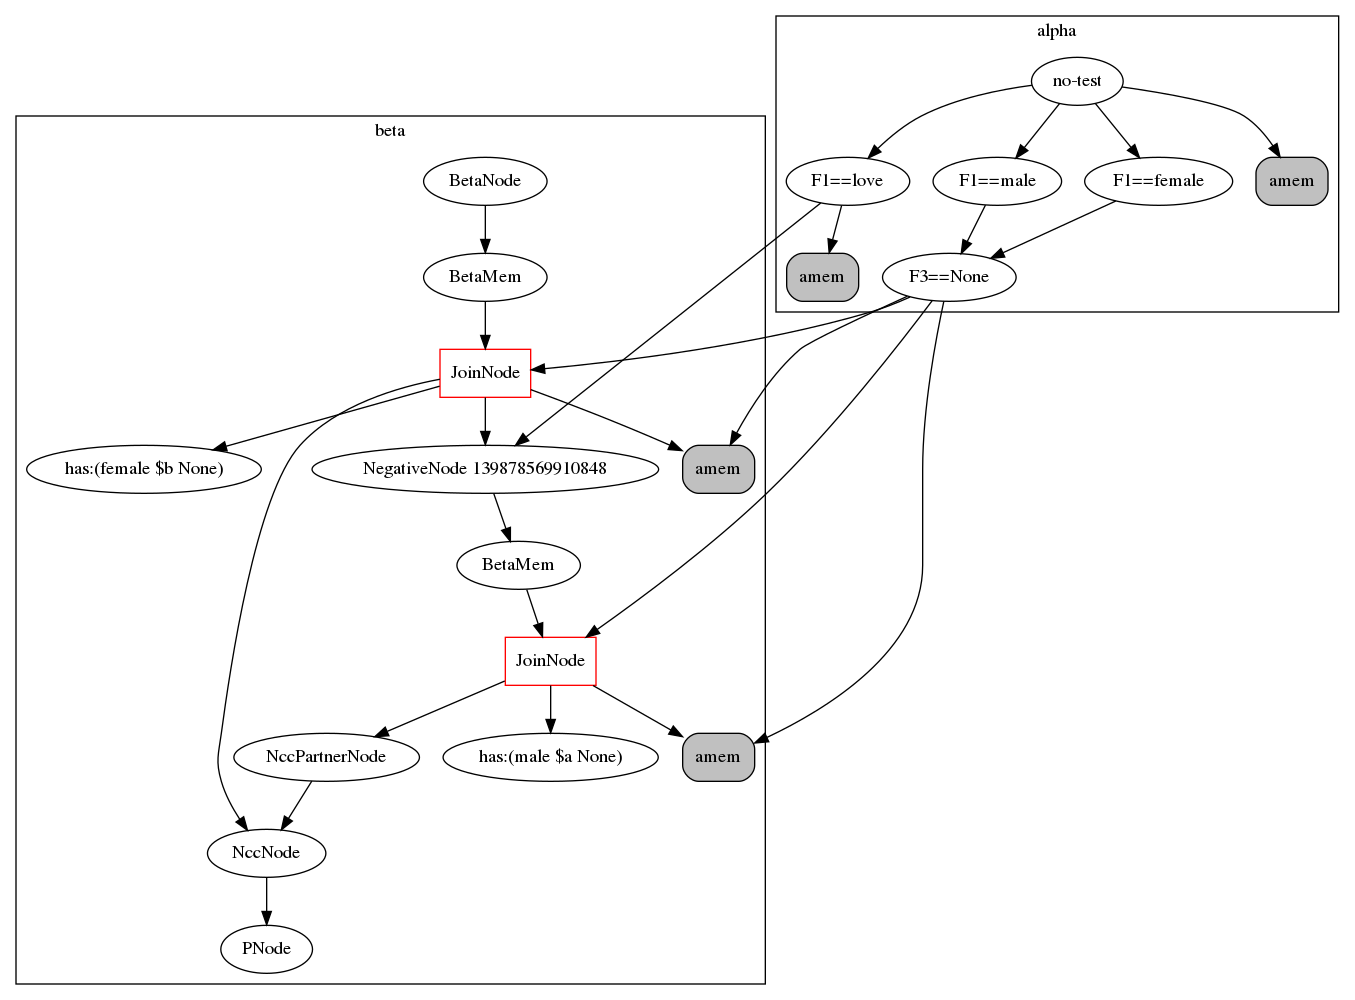 alpha
no-test
beta
BetaNode
F1==love
F1==male
F1==female
amem
BetaMem
amem
F3==None
JoinNode
has:(female $b None)
NegativeNode 139878569910848
amem
BetaMem
JoinNode
NccPartnerNode
has:(male $a None)
amem
NccNode
PNode